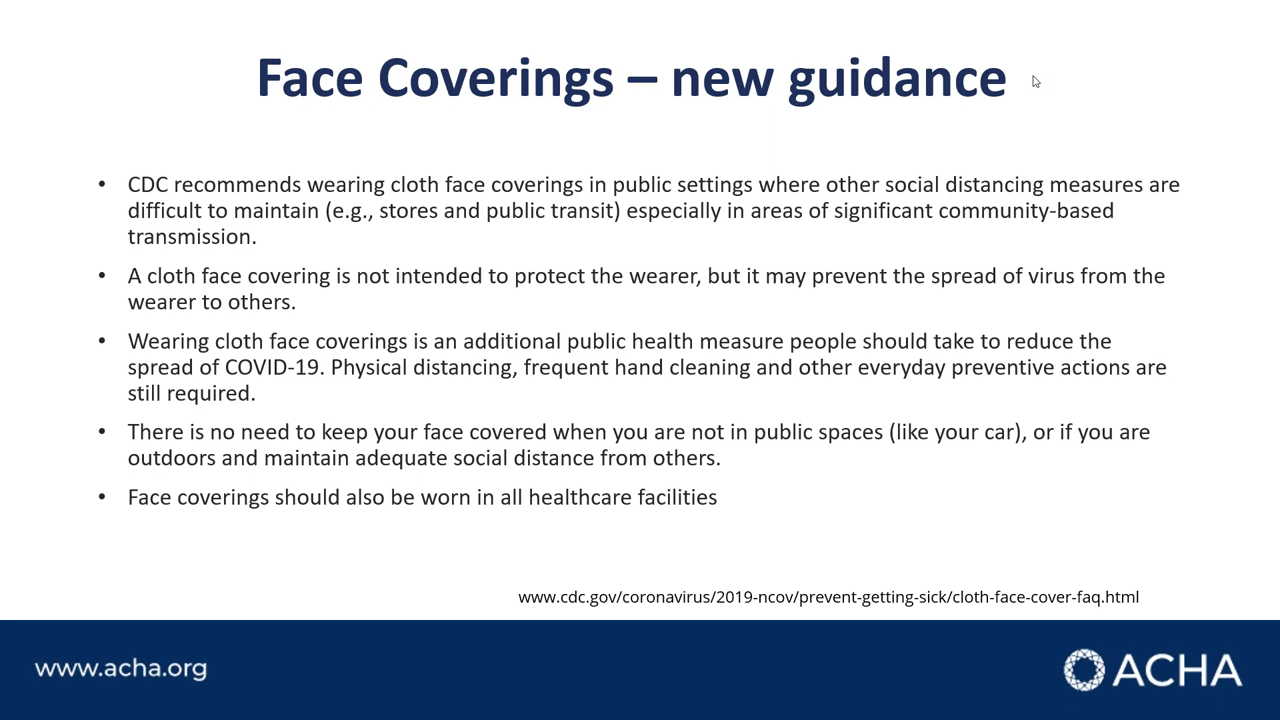 Face Coverings – new guidance
• CDC recommends wearing cloth face coverings in public settings where other social distancing measures are
difficult to maintain (e.g., stores and public transit) especially in areas of significant community-based
transmission.
• A cloth face covering is not intended to protect the wearer, but it may prevent the spread of virus from the
wearer to others.
• Wearing cloth face coverings is an additional public health measure people should take to reduce the
spread of COVID-19. Physical distancing, frequent hand cleaning and other everyday preventive actions are
still required.
• There is no need to keep your face covered when you are not in public spaces (like your car), or if you are
outdoors and maintain adequate social distance from others.
• Face coverings should also be worn in all healthcare facilities
www.cdc.gov/coronavirus/2019-ncov/prevent-getting-sick/cloth-face-cover-faq.html
www.acha.org
ACHA